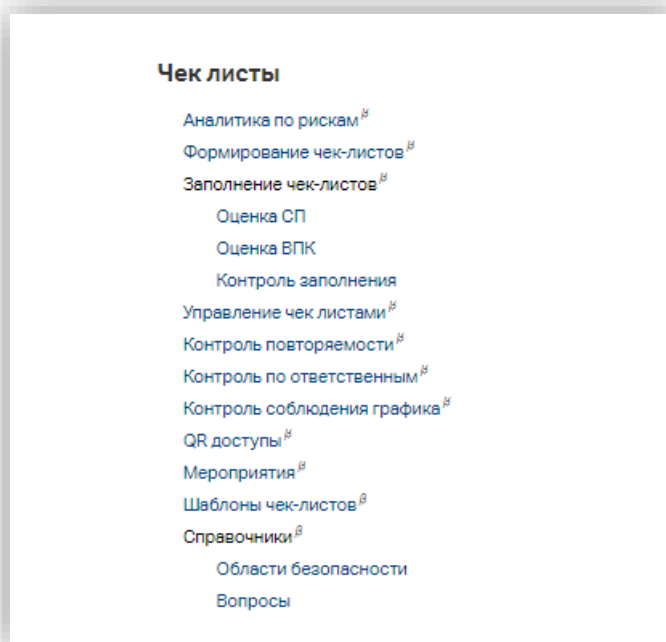 Чек листы
Аналитика по рискам β
Формирование чек-листов β
Заполнение чек-листов β
Оценка СП
Оценка ВПК
Контроль заполнения
Управление чек листами β
Контроль повторяемости β
Контроль по ответственным β
Контроль соблюдения графика β
QR доступы β
Мероприятия β
Шаблоны чек-листов β
Справочники β
Области безопасности
Вопросы